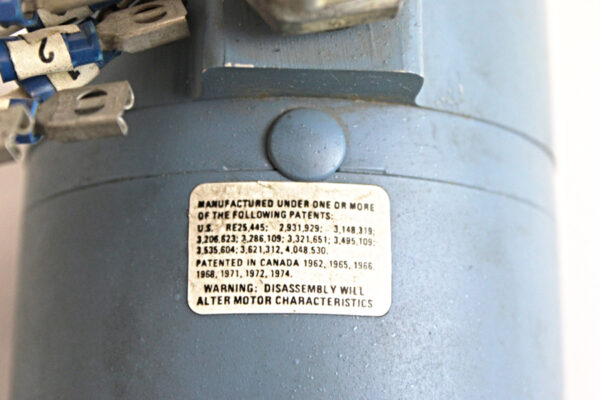 2
1
MANUFACTURED UNDER ONE OR MORE
OF THE FOLLOWING PATENTS:
U.S. RE25,445; 2,931,929; 3,148,319;
3,206,623; 3,286,109; 3,321,651; 3,495,109;
3,535,604; 3,621,312, 4,048,530.
PATENTED IN CANADA 1962, 1965, 1966
1968, 1971, 1972, 1974.
WARNING: DISASSEMBLY WILL
ALTER MOTOR CHARACTERISTICS